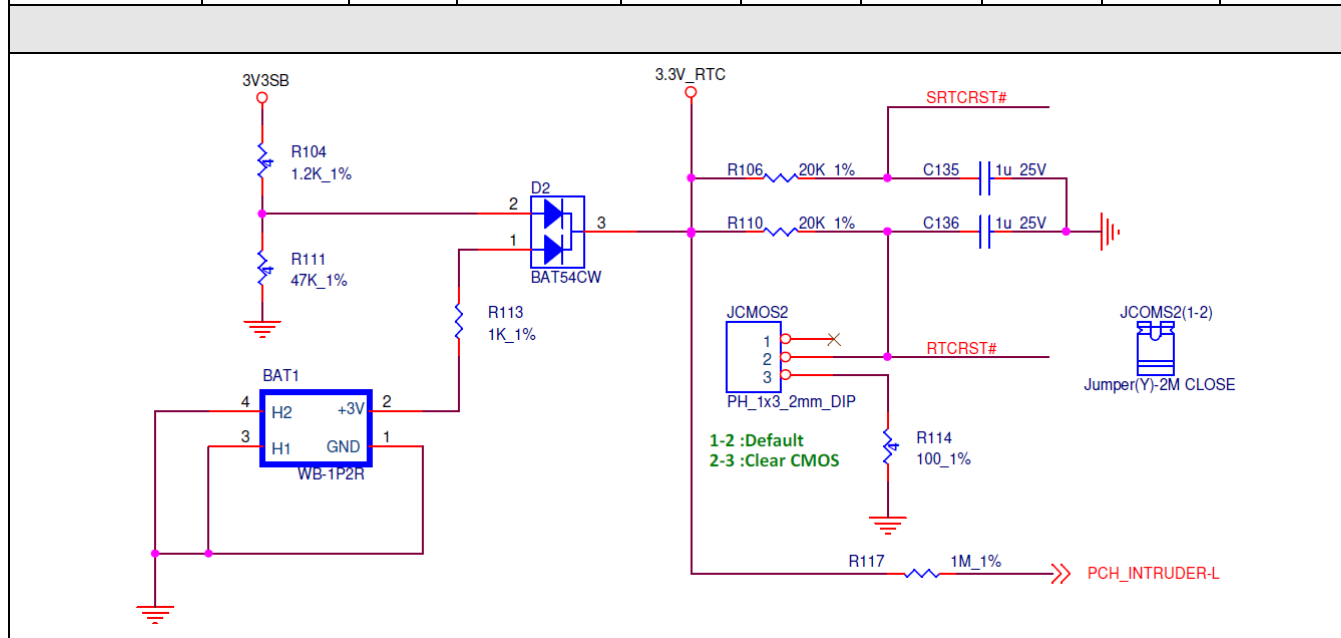 3V3SB
3.3V_RTC
SRTCRST#
R104
1.2K_1%
R106
20K_1%
C135
1u_25V
D2
2
1
3
BAT54CW
R110
20K_1%
C136
1u_25V
R111
47K_1%
R113
1K_1%
JCMOS2
1
2
3
PH_1x3_2mm_DIP
RTCRST#
JCOMS2(1-2)
Jumper(Y)-2M CLOSE
BAT1
4
H2
+3V
2
3
H1
GND
1
WB-1P2R
1-2 :Default
2-3 :Clear CMOS
R114
100_1%
R117
1M_1%
PCH_INTRUDER-L